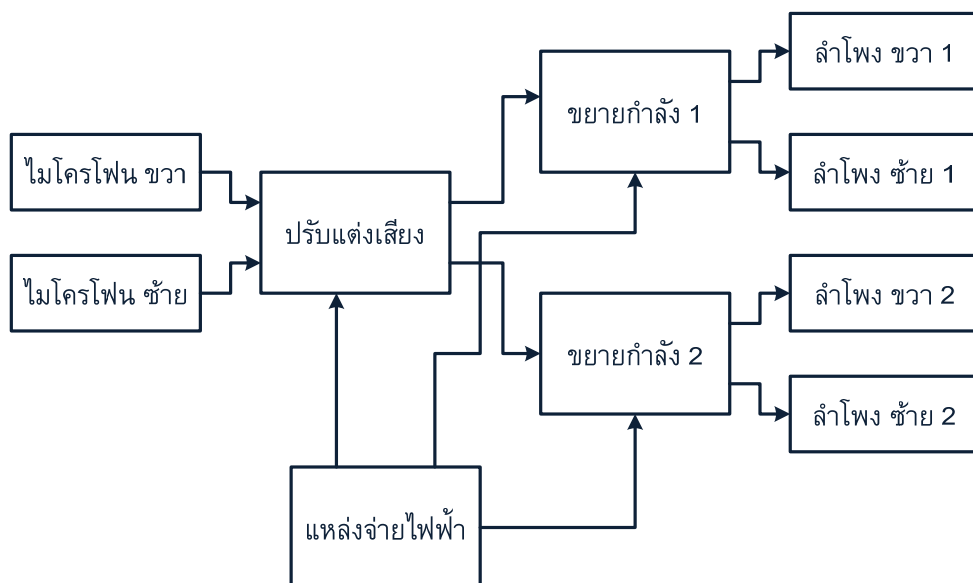 ลำโพง ขวา 1
ขยายกำลัง 1
ไมโครโฟน ขวา
ลำโพง ซ้าย 1
ปรับแต่งเสียง
ไมโครโฟน ซ้าย
ลำโพง ขวา 2
ขยายกำลัง 2
ลำโพง ซ้าย 2
แหล่งจ่ายไฟฟ้า